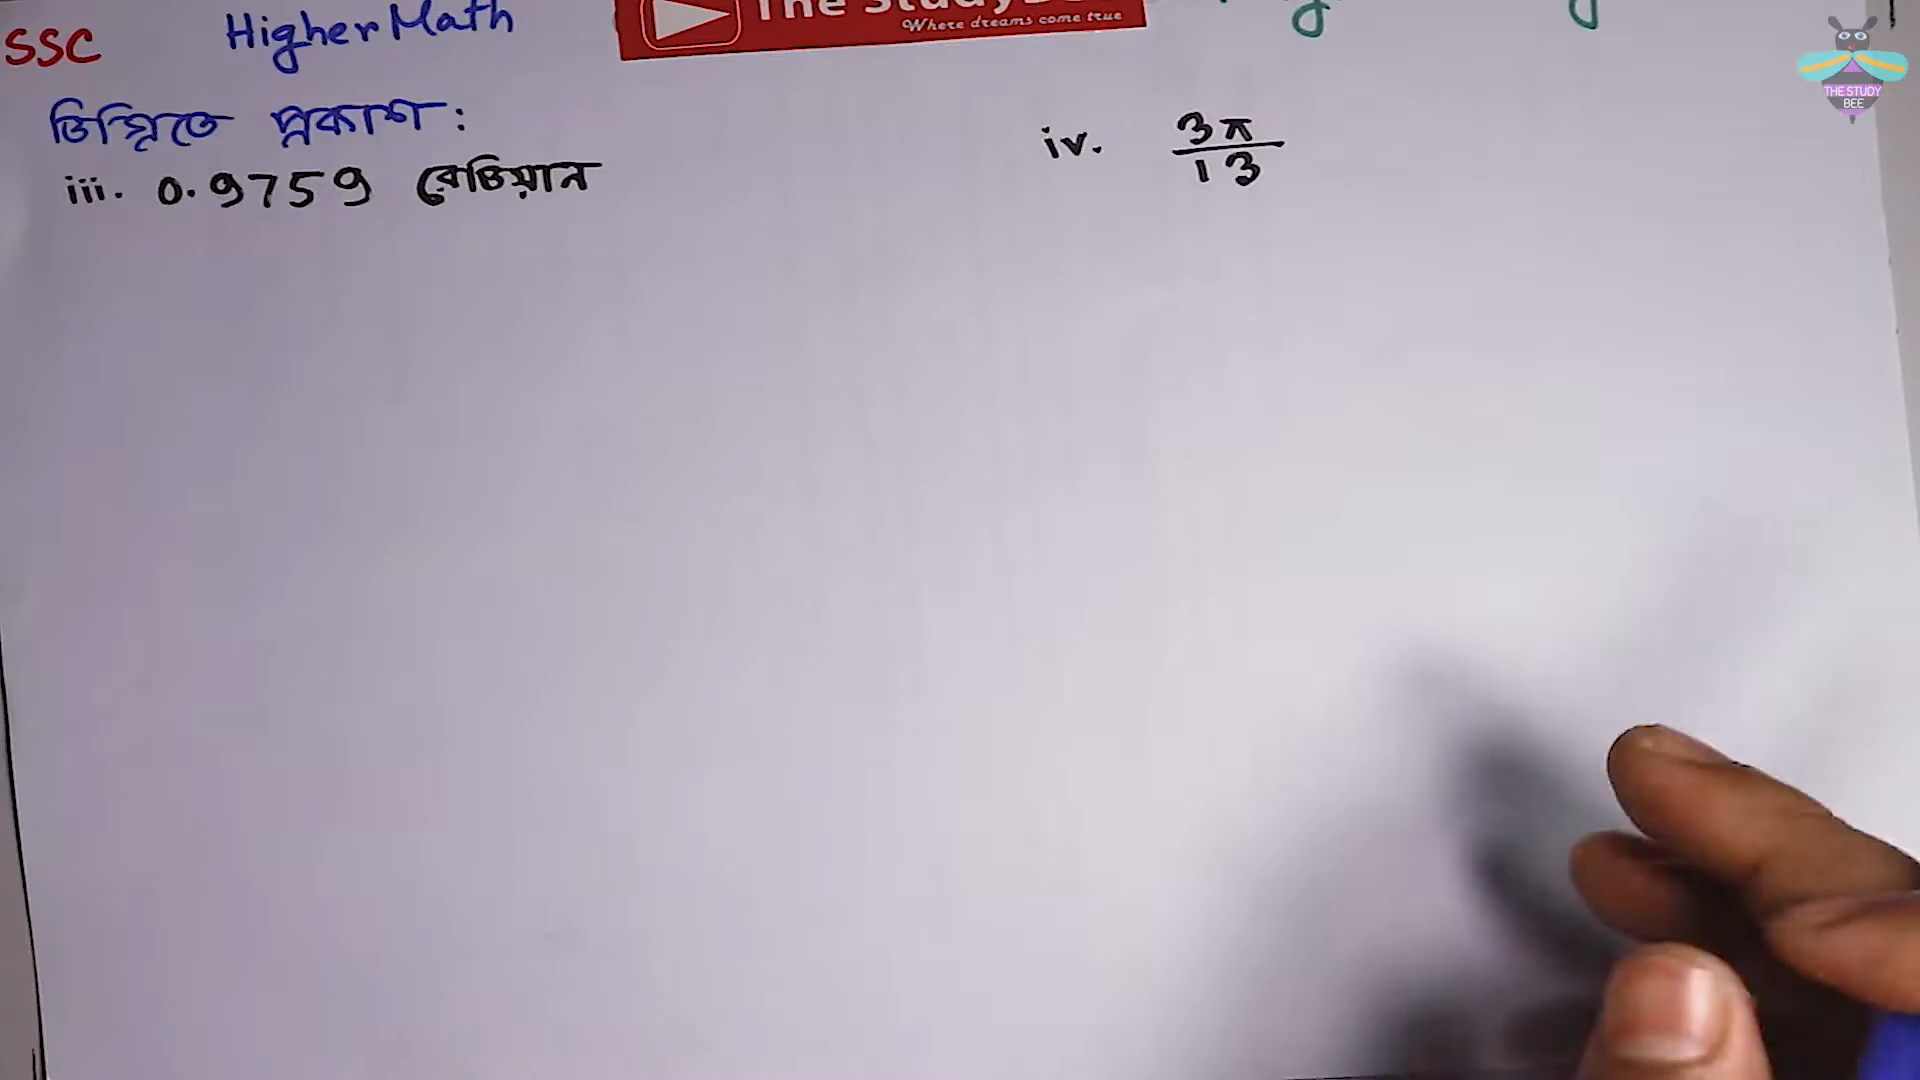 SSC Higher Math
The Study
Where dreams come true
THE STUDY
BEE
ডিগ্রিতে প্রকাশ :
iii. 0.9759 রেডিয়ান
iv. 3π
13